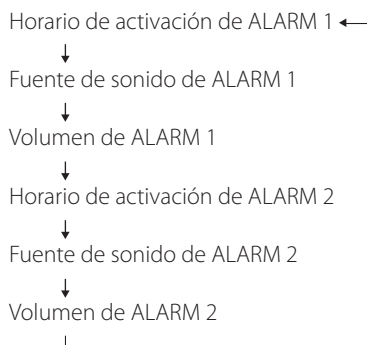 Horario de activación de ALARM 1
Fuente de sonido de ALARM 1
Volumen de ALARM 1
Horario de activación de ALARM 2
Fuente de sonido de ALARM 2
Volumen de ALARM 2